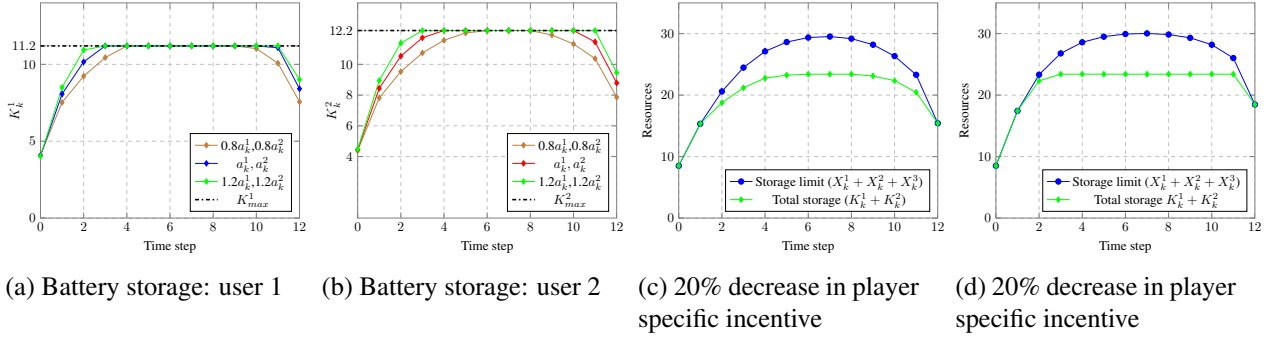 11.2
10
5
0
K_k^1
0 2 4 6 8 10 12
Time step
0.8a_k^1,0.8a_k^2
a_k^1,a_k^2
1.2a_k^1,1.2a_k^2
K_max^1
(a) Battery storage: user 1
12.2
10
8
6
4
0
K_k^2
0 2 4 6 8 10 12
Time step
0.8a_k^1,0.8a_k^2
a_k^1,a_k^2
1.2a_k^1,1.2a_k^2
K_max^2
(b) Battery storage: user 2
30
20
10
0
Resources
0 2 4 6 8 10 12
Time step
Storage limit (X_k^1 + X_k^2 + X_k^3)
Total storage (K_k^1 + K_k^2)
(c) 20% decrease in player
specific incentive
30
20
10
0
Resources
0 2 4 6 8 10 12
Time step
Storage limit (X_k^1 + X_k^2 + X_k^3)
Total storage K_k^1 + K_k^2
(d) 20% decrease in player
specific incentive